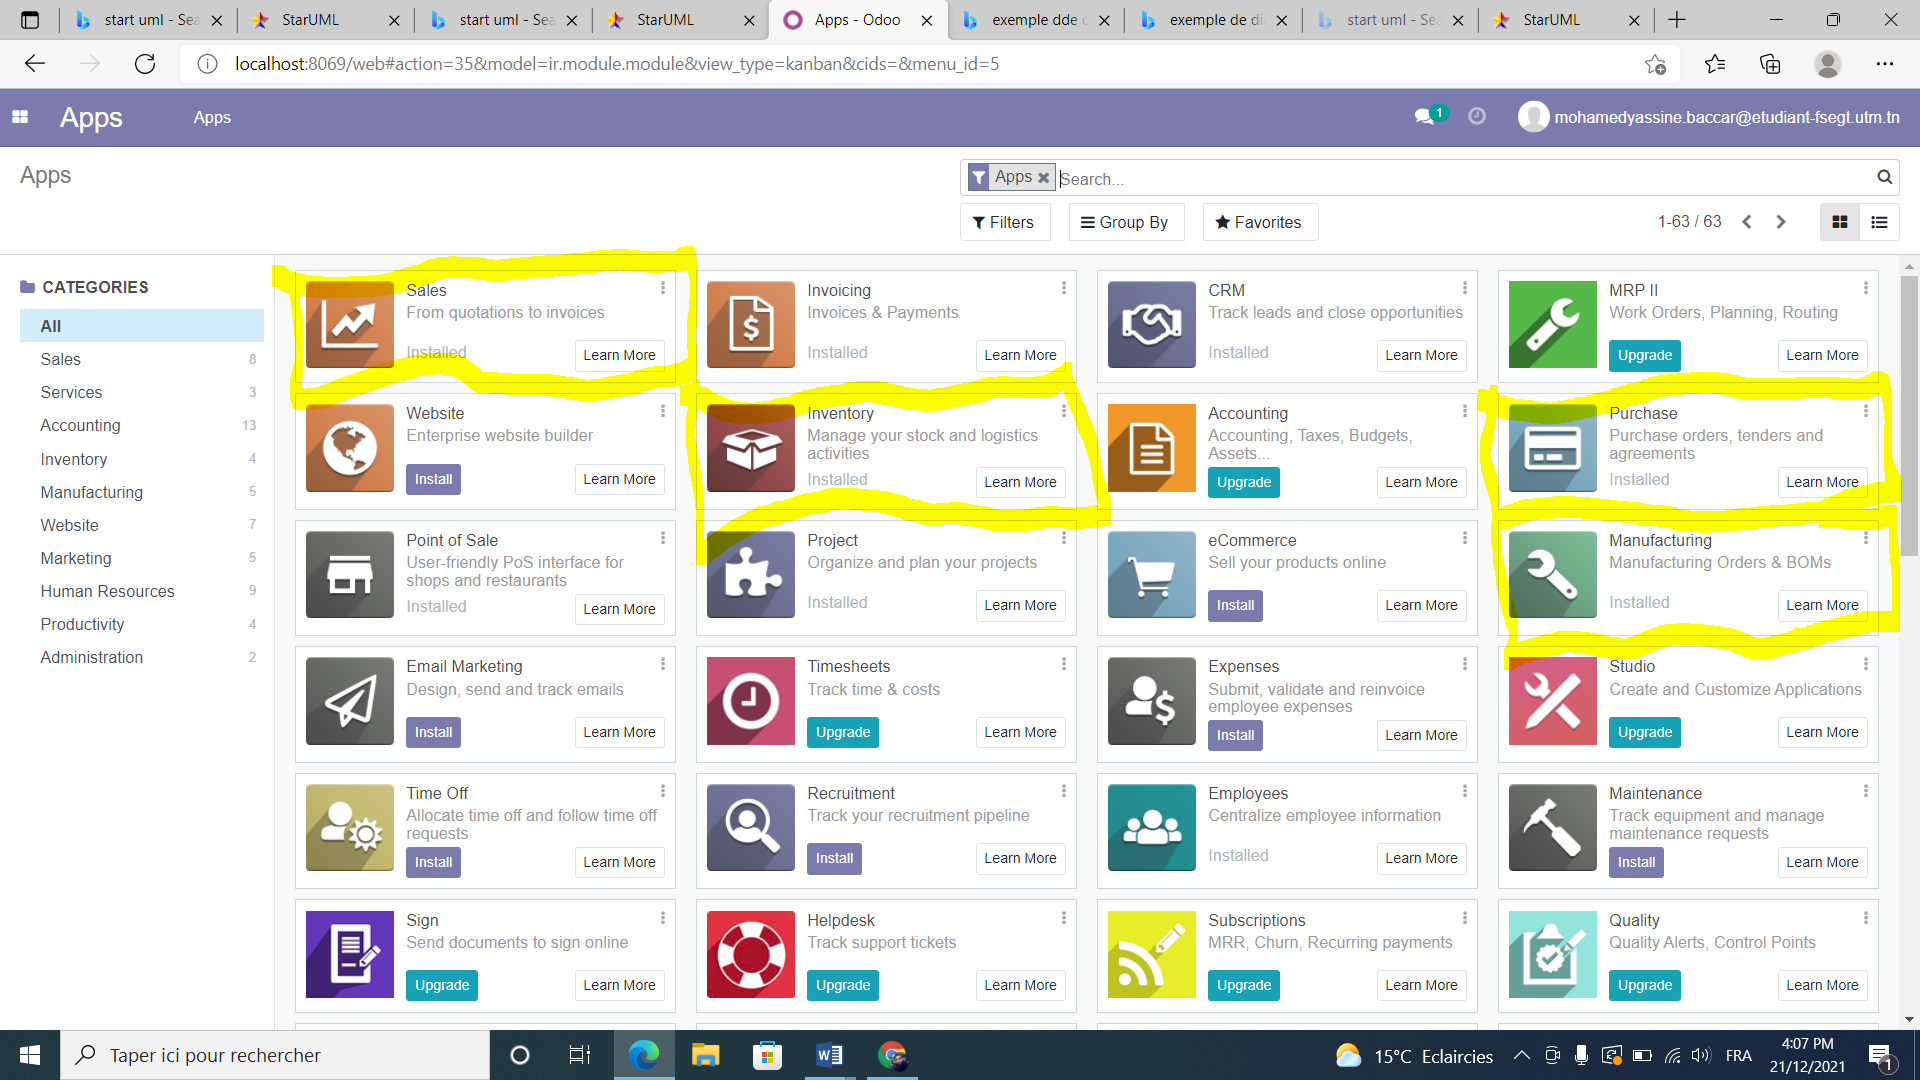 start uml - Sea
StarUML
start uml - Sea
StarUML
Apps - Odoo
exemple dde c
exemple de di
start uml - Sea
StarUML
localhost:8069/web#action=35&model=ir.module.module&view_type=kanban&cids=&menu_id=5
Apps
Apps
1
mohamedyassine.baccar@etudiant-fsegt.utm.tn
Apps
Apps
Search...
Filters
Group By
Favorites
1-63 / 63
CATEGORIES
All
Sales 8
Services 3
Accounting 13
Inventory 4
Manufacturing 5
Website 7
Marketing 5
Human Resources 9
Productivity 4
Administration 2
Sales
From quotations to invoices
Installed
Learn More
Invoicing
Invoices & Payments
Installed
Learn More
CRM
Track leads and close opportunities
Installed
Learn More
MRP II
Work Orders, Planning, Routing
Upgrade
Learn More
Website
Enterprise website builder
Install
Learn More
Inventory
Manage your stock and logistics
activities
Installed
Learn More
Accounting
Accounting, Taxes, Budgets,
Assets...
Upgrade
Learn More
Purchase
Purchase orders, tenders and
agreements
Installed
Learn More
Point of Sale
User-friendly PoS interface for
shops and restaurants
Installed
Learn More
Project
Organize and plan your projects
Installed
Learn More
eCommerce
Sell your products online
Install
Learn More
Manufacturing
Manufacturing Orders & BOMs
Installed
Learn More
Email Marketing
Design, send and track emails
Install
Learn More
Timesheets
Track time & costs
Upgrade
Learn More
Expenses
Submit, validate and reinvoice
employee expenses
Install
Learn More
Studio
Create and Customize Applications
Upgrade
Learn More
Time Off
Allocate time off and follow time off
requests
Install
Learn More
Recruitment
Track your recruitment pipeline
Install
Learn More
Employees
Centralize employee information
Installed
Learn More
Maintenance
Track equipment and manage
maintenance requests
Install
Learn More
Sign
Send documents to sign online
Upgrade
Learn More
Helpdesk
Track support tickets
Upgrade
Learn More
Subscriptions
MRR, Churn, Recurring payments
Upgrade
Learn More
Quality
Quality Alerts, Control Points
Upgrade
Learn More
Taper ici pour rechercher
15°C Eclaircies
FRA
4:07 PM
21/12/2021
1